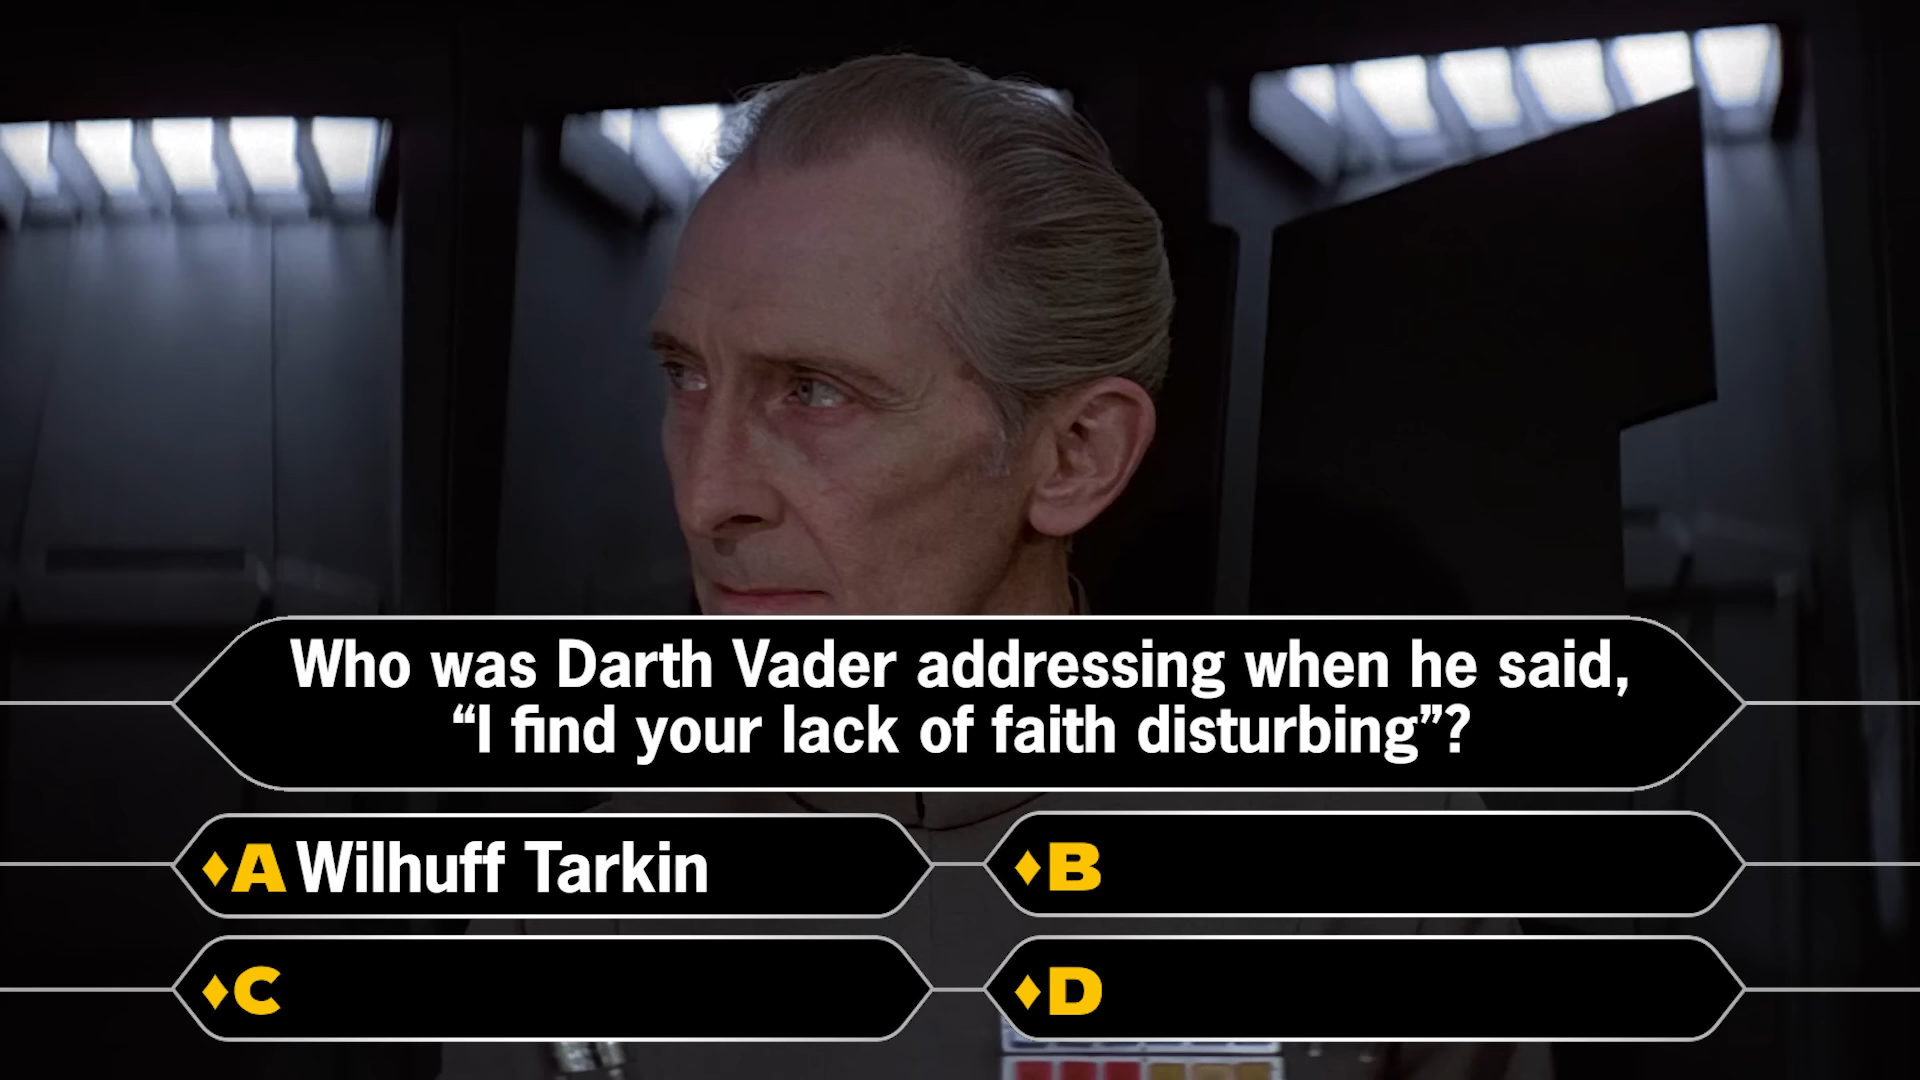 Who was Darth Vader addressing when he said,
“I find your lack of faith disturbing”?
♦A Wilhuff Tarkin
♦B
♦C
♦D